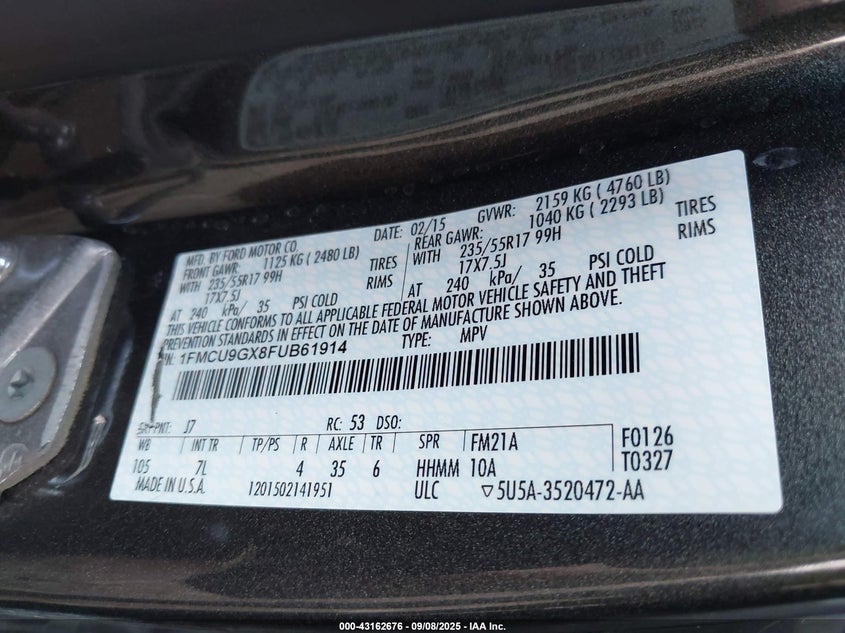 MFD. BY FORD MOTOR CO.
DATE: 02/15
GVWR: 2159 KG ( 4760 LB)
FRONT GAWR: 1125 KG ( 2480 LB)
REAR GAWR: 1040 KG ( 2293 LB)
WITH 235/55R17 99H TIRES
WITH 235/55R17 99H TIRES
17X7.5J RIMS
17X7.5J RIMS
AT 240 kPa/ 35 PSI COLD
AT 240 kPa/ 35 PSI COLD
THIS VEHICLE CONFORMS TO ALL APPLICABLE FEDERAL MOTOR VEHICLE SAFETY AND THEFT
PREVENTION STANDARDS IN EFFECT ON THE DATE OF MANUFACTURE SHOWN ABOVE.
1FMCU9GX8FUB61914 TYPE: MPV
J7 RC: 53 DSO:
WB INT TR TP/PS R AXLE TR SPR FM21A F0126
105 7L 4 35 6 HHMM 10A T0327
MADE IN U.S.A. 1201502141951 ULC 5U5A-3520472-AA
000-43162676 - 09/08/2025 - IAA Inc.